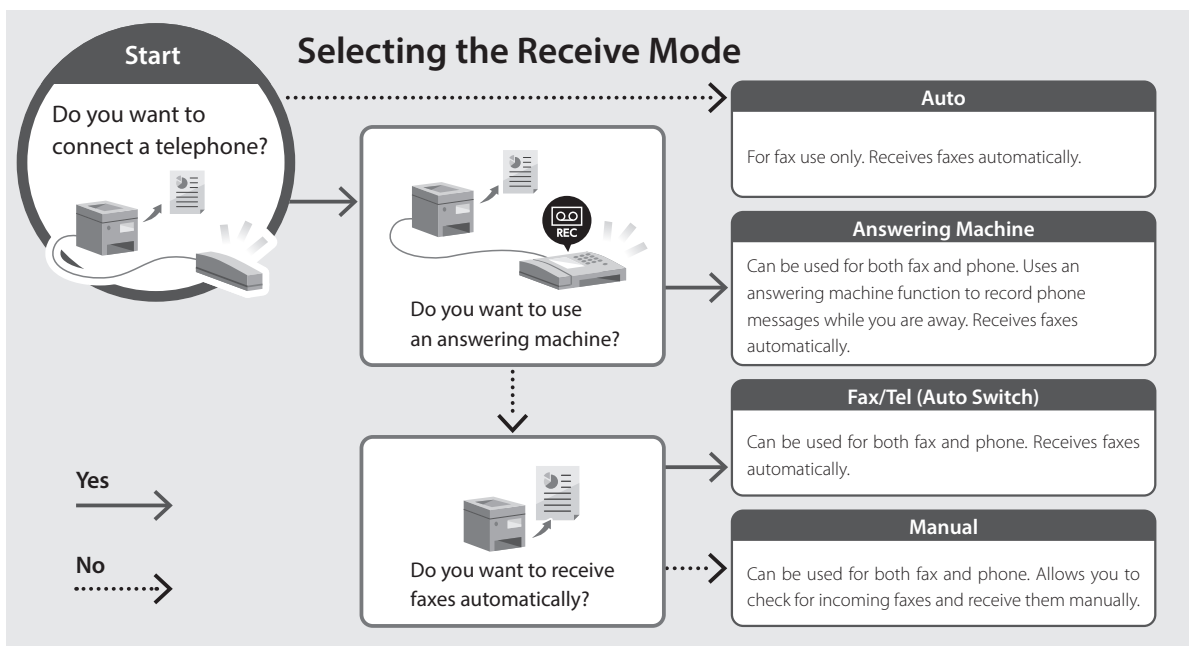 Selecting the Receive Mode
Start
Do you want to
connect a telephone?
Auto
For fax use only. Receives faxes automatically.
REC
Do you want to use
an answering machine?
Answering Machine
Can be used for both fax and phone. Uses an
answering machine function to record phone
messages while you are away. Receives faxes
automatically.
Do you want to receive
faxes automatically?
Fax/Tel (Auto Switch)
Can be used for both fax and phone. Receives faxes
automatically.
Manual
Can be used for both fax and phone. Allows you to
check for incoming faxes and receive them manually.
Yes
No